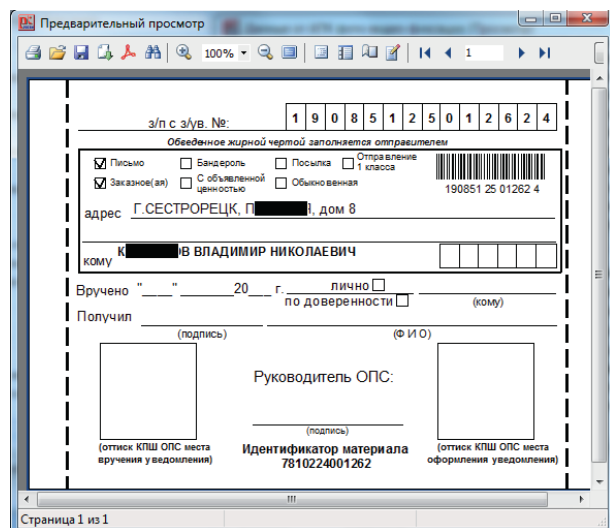 Предварительный просмотр
100%
1
з/п с з/ув. №:
1 9 0 8 5 1 2 5 0 1 2 6 2 4
Обведенное жирной чертой заполняется отправителем
Письмо Бандероль Посылка Отправление 1 класса
Заказное(ая) С объявленной ценностью Обыкновенная
190851 25 01262 4
адрес Г.СЕСТРОРЕЦК, П , дом 8
кому К ОВ ВЛАДИМИР НИКОЛАЕВИЧ
Вручено "____" ________20___ г. лично
по доверенности (кому)
Получил
(подпись) (Ф И О)
Руководитель ОПС:
(подпись)
(оттиск КПШ ОПС места вручения уведомления)
Идентификатор материала
7810224001262
(оттиск КПШ ОПС места оформления уведомления)
Страница 1 из 1